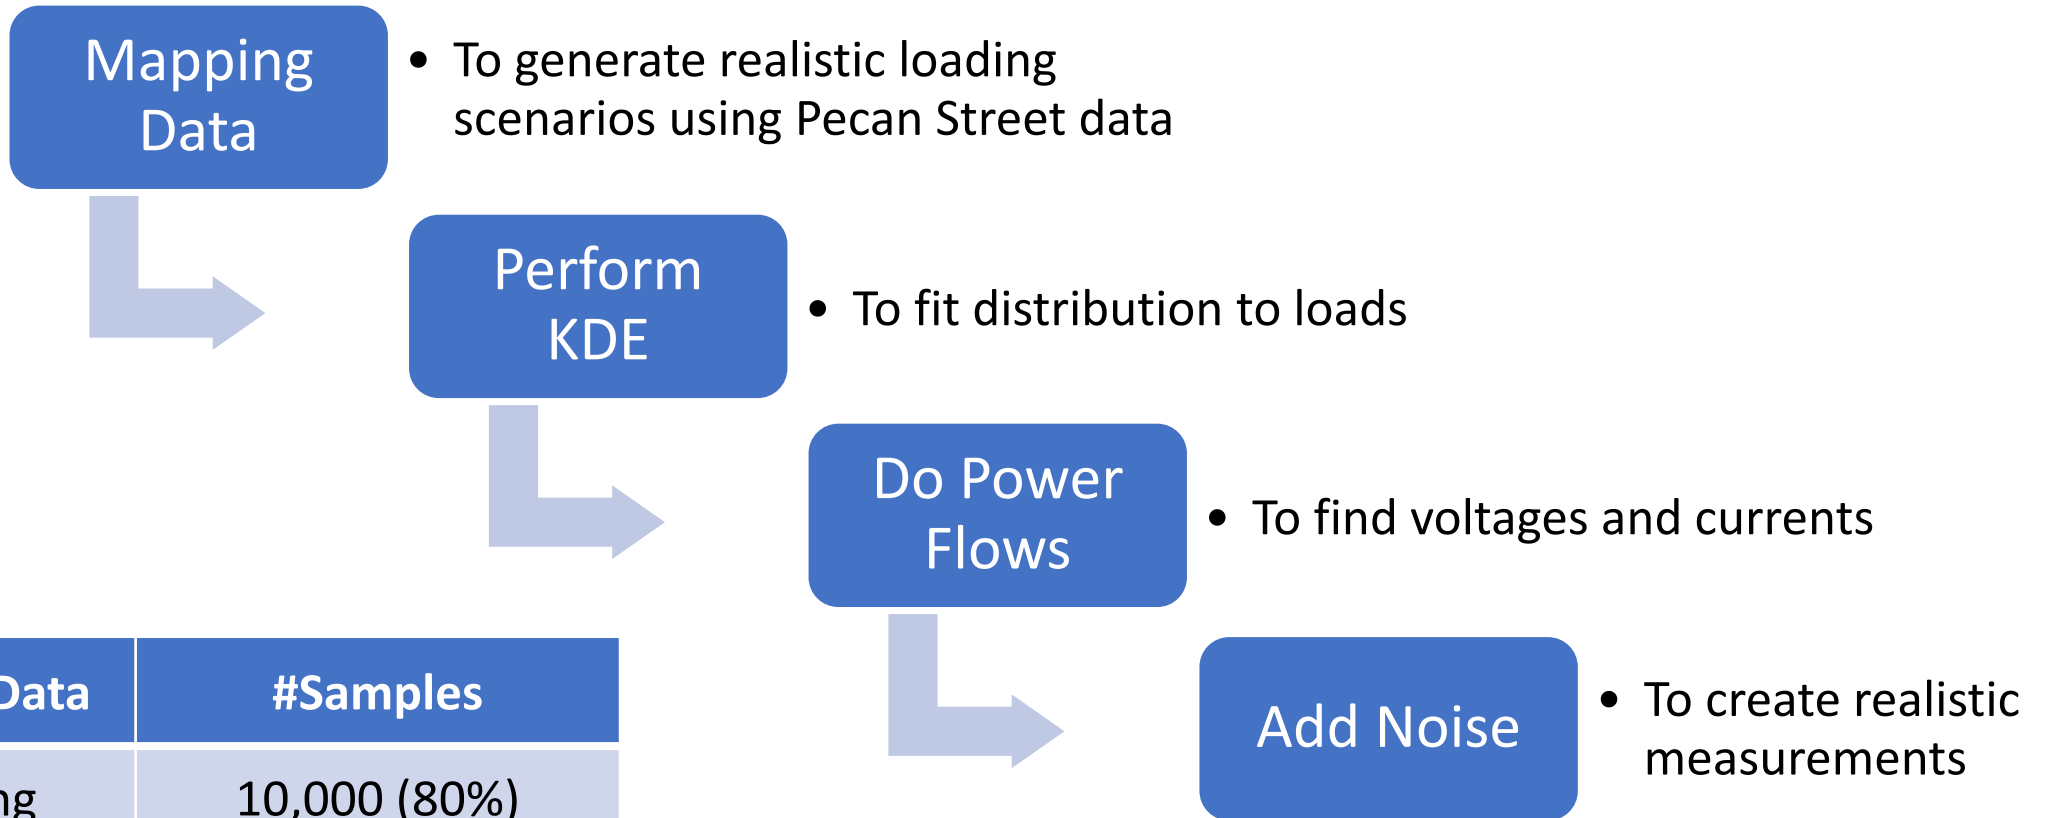 Mapping
Data
• To generate realistic loading
scenarios using Pecan Street data
Perform
KDE
• To fit distribution to loads
Do Power
Flows
• To find voltages and currents
Add Noise
• To create realistic
measurements
Data #Samples
10,000 (80%)